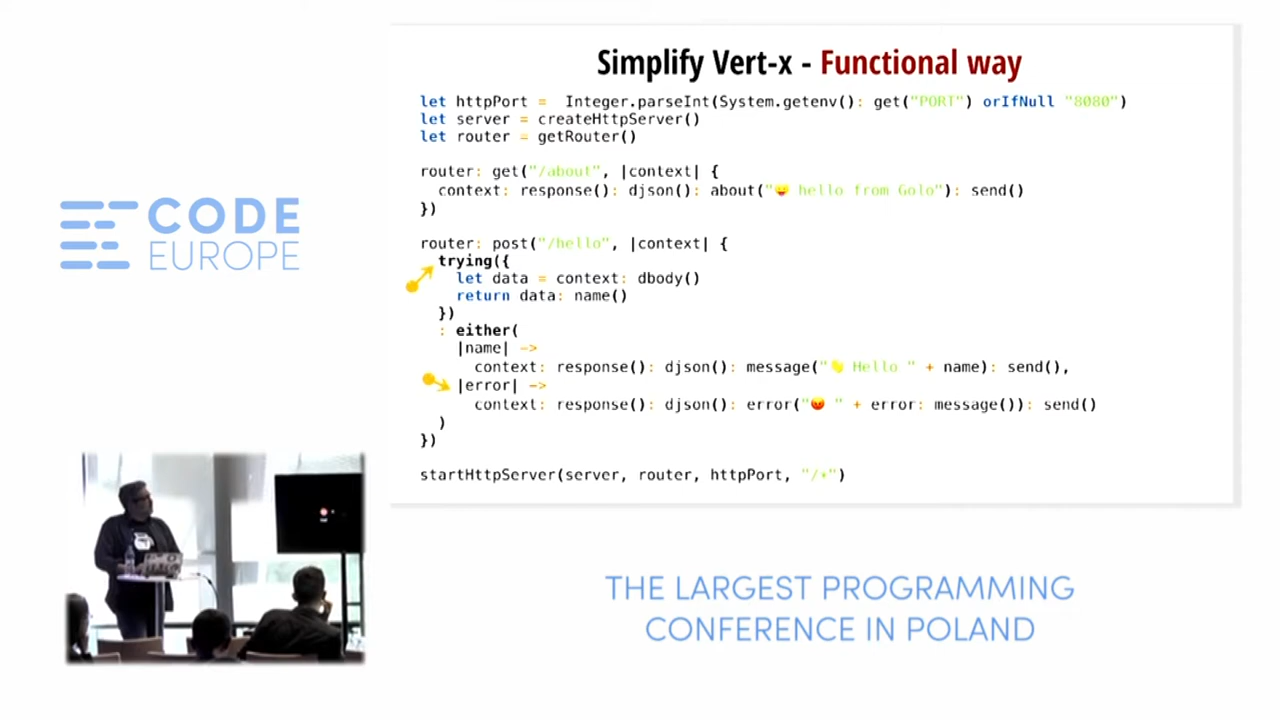 Simplify Vert-x - Functional way
let httpPort =  Integer.parseInt(System.getenv(): get("PORT") orIfNull "8080")
let server = createHttpServer()
let router = getRouter()
router: get("/about", |context| {
  context: response(): djson(): about("😛 hello from Golo"): send()
})
router: post("/hello", |context| {
  trying({
    let data = context: dbody()
    return data: name()
  })
  : either(
    |name| ->
      context: response(): djson(): message("👋 Hello " + name): send(),
    |error| ->
      context: response(): djson(): error("😡 " + error: message()): send()
  )
})
startHttpServer(server, router, httpPort, "/*")
CODE
EUROPE
THE LARGEST PROGRAMMING
CONFERENCE IN POLAND